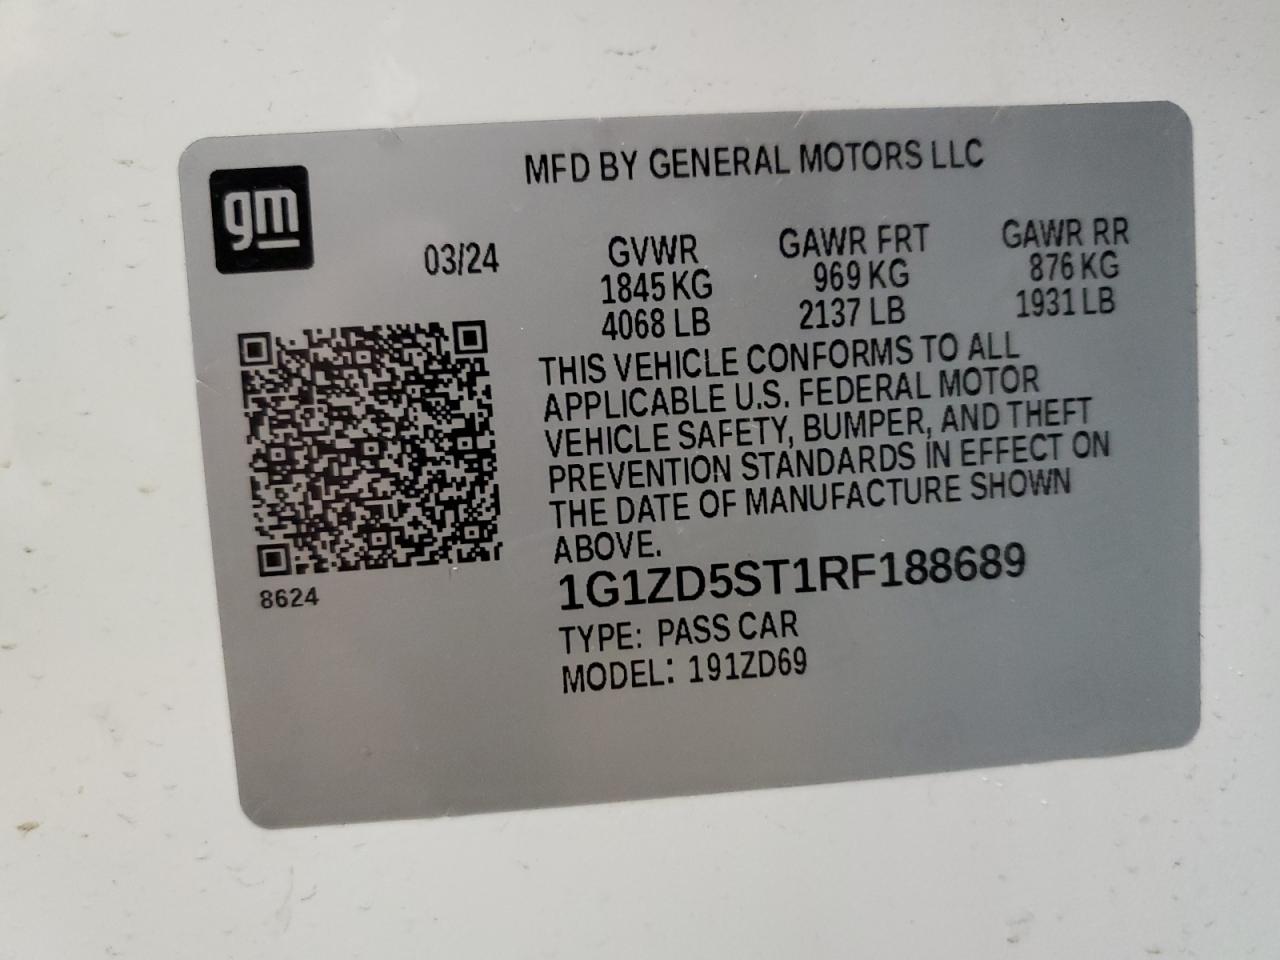 gm
MFD BY GENERAL MOTORS LLC
03/24
GVWR
1845 KG
4068 LB
GAWR FRT
969 KG
2137 LB
GAWR RR
876 KG
1931 LB
THIS VEHICLE CONFORMS TO ALL
APPLICABLE U.S. FEDERAL MOTOR
VEHICLE SAFETY, BUMPER, AND THEFT
PREVENTION STANDARDS IN EFFECT ON
THE DATE OF MANUFACTURE SHOWN
ABOVE.
8624
1G1ZD5ST1RF188689
TYPE: PASS CAR
MODEL: 191ZD69